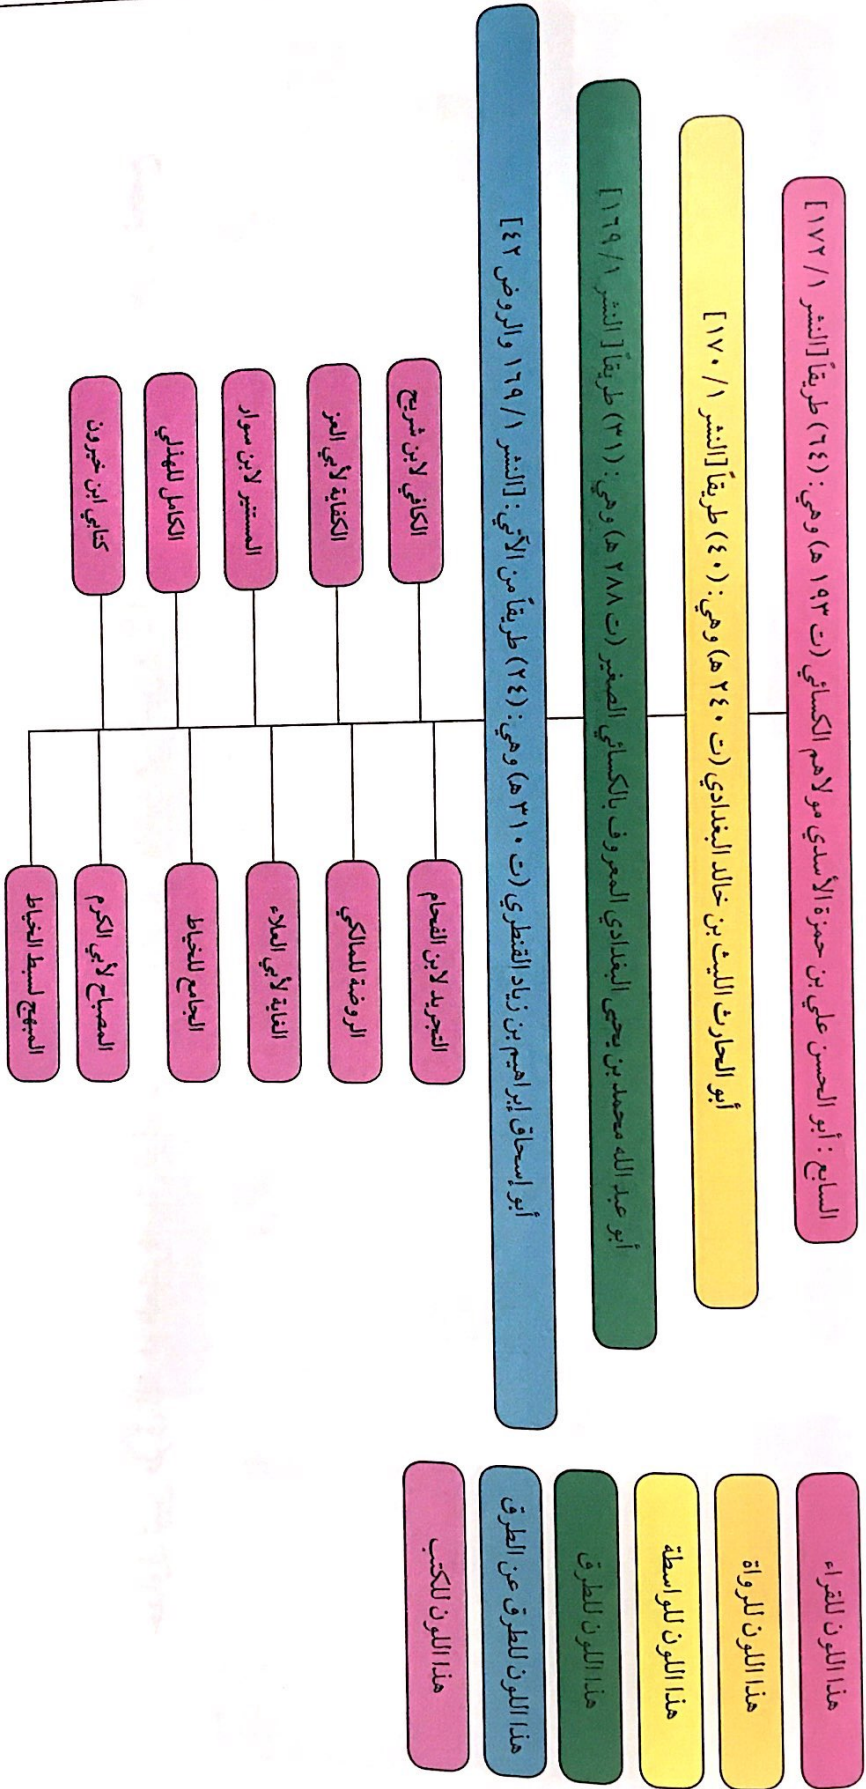 السابع : أبو الحسن علي بن حمزة الأسدي مولاهم الكسائي (ت ١٩٣ هـ) وهي : (٦٤) طريقاً [النشر ١/ ١٧٢]
أبو الحارث الليث بن خالد البغدادي (ت ٢٤٠ هـ) وهي : (٤٠) طريقاً [النشر ١/ ١٧٠]
أبو عبد الله محمد بن يحيى البغدادي المعروف بالكسائي الصغير (ت ٢٨٨ هـ) وهي : (٣١) طريقاً [النشر ١/ ١٦٩]
أبو إسحاق إبراهيم بن زياد القنطري (ت ٣١٠ هـ) وهي : (٢٤) طريقاً من الآتي : [النشر ١/ ١٦٩ والروض ٤٢]
التجريد لابن الفحام
الكافي لابن شريح
الروضة للمالكي
الكفاية لأبي العز
الغاية لأبي العلاء
المستنير لابن سوار
الجامع للخياط
الكامل للهذلي
المصباح لأبي الكرم
كتابي ابن خيرون
المبهج لسبط الخياط
هذا اللون للقراء
هذا اللون للرواة
هذا اللون للواسطة
هذا اللون للطرق
هذا اللون للطرق عن الطرق
هذا اللون للكتب